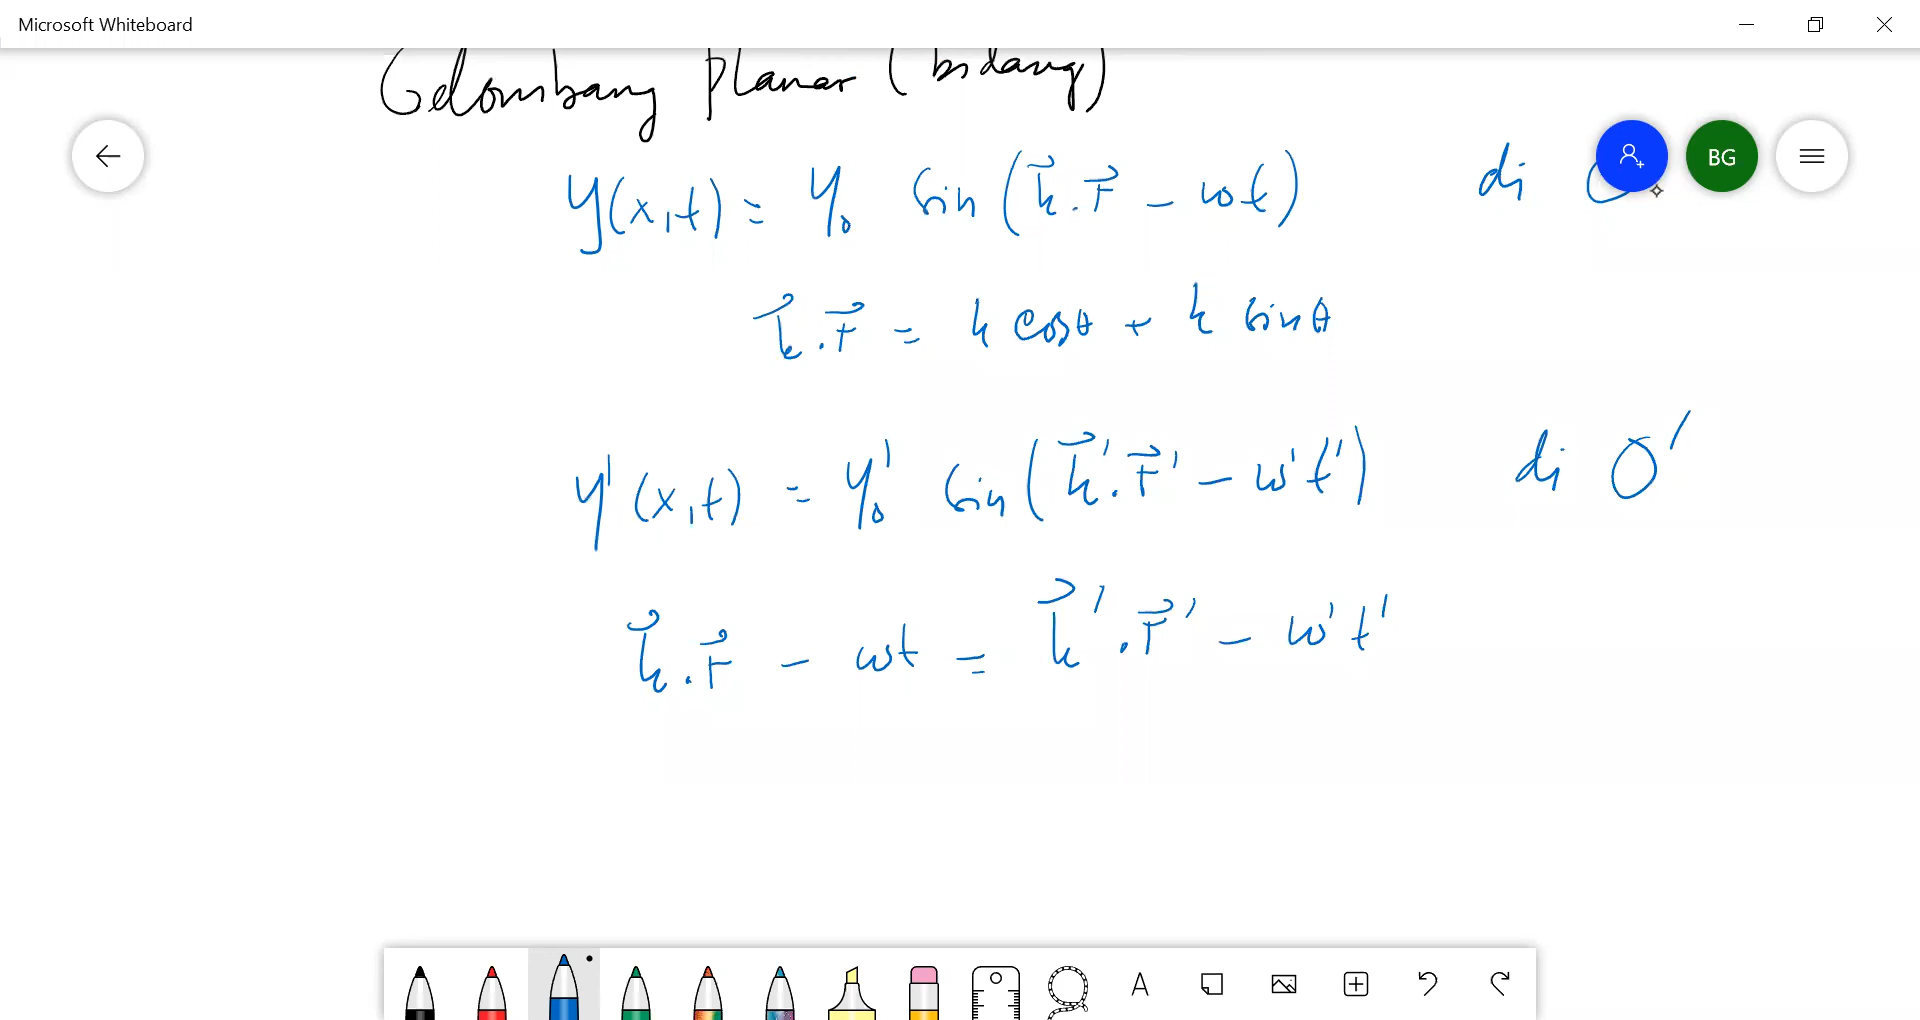 Microsoft Whiteboard
Gelombang Planar (bidang)
BG
y(x,t) = y₀ sin(k⃗.r⃗ - ωt) di
k⃗.r⃗ = k cosθ + k sinθ
y'(x,t) = y₀' sin(k⃗'.r⃗' - ω't') di O'
k⃗.r⃗ - ωt = k⃗'.r⃗' - ω't'
A